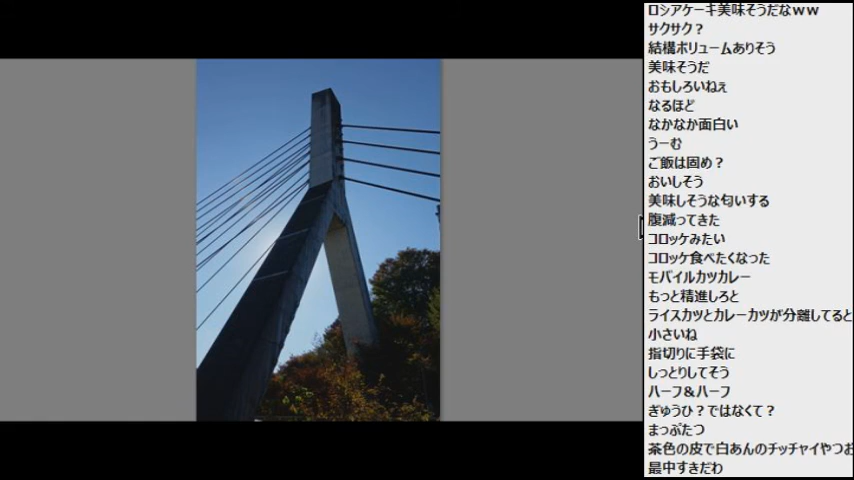 ロシアケーキ美味そうだなｗｗ
サクサク？
結構ボリュームありそう
美味そうだ
おもしろいねぇ
なるほど
なかなか面白い
うーむ
ご飯は固め？
おいしそう
美味しそうな匂いする
腹減ってきた
コロッケみたい
コロッケ食べたくなった
モバイルカツカレー
もっと精進しろと
ライスカツとカレーカツが分離してると
小さいね
指切りに手袋に
しっとりしてそう
ハーフ＆ハーフ
ぎゅうひ？ではなくて？
まっぷたつ
茶色の皮で白あんのチッチャイやつお
最中すきだわ